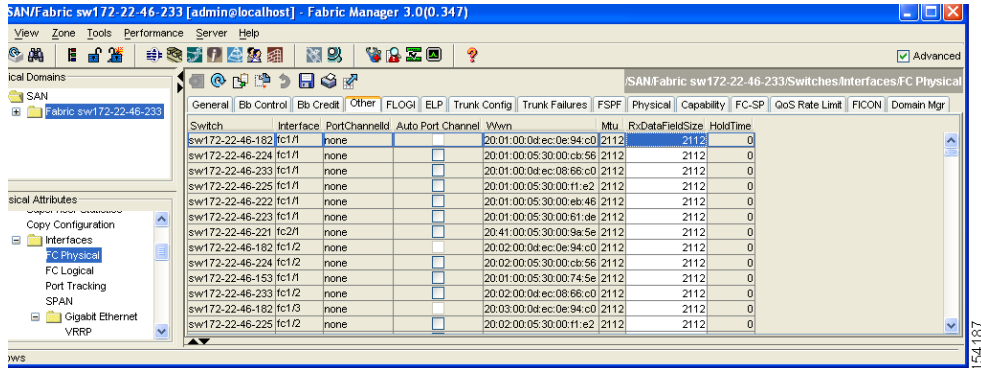 SAN/Fabric sw172-22-46-233 [admin@localhost] - Fabric Manager 3.0(0.347)
View Zone Tools Performance Server Help
Advanced
ical Domains
SAN
Fabric sw172-22-46-233
/SAN/Fabric sw172-22-46-233/Switches/Interfaces/FC Physical
General Bb Control Bb Credit Other FLOGI ELP Trunk Config Trunk Failures FSPF Physical Capability FC-SP QoS Rate Limit FICON Domain Mgr
Switch Interface PortChannelId Auto Port Channel Wwn Mtu RxDataFieldSize HoldTime
sw172-22-46-182 fc1/1 none 20:01:00:0d:ec:0e:94:c0 2112 2112 0
sw172-22-46-224 fc1/1 none 20:01:00:05:30:00:cb:56 2112 2112 0
sw172-22-46-233 fc1/1 none 20:01:00:0d:ec:08:66:c0 2112 2112 0
sw172-22-46-225 fc1/1 none 20:01:00:05:30:00:f1:e2 2112 2112 0
sw172-22-46-222 fc1/1 none 20:01:00:05:30:00:eb:46 2112 2112 0
sw172-22-46-223 fc1/1 none 20:01:00:05:30:00:61:de 2112 2112 0
sw172-22-46-221 fc2/1 none 20:41:00:05:30:00:9a:5e 2112 2112 0
sw172-22-46-182 fc1/2 none 20:02:00:0d:ec:0e:94:c0 2112 2112 0
sw172-22-46-224 fc1/2 none 20:02:00:05:30:00:cb:56 2112 2112 0
sw172-22-46-153 fc1/1 none 20:01:00:05:30:00:74:5e 2112 2112 0
sw172-22-46-233 fc1/2 none 20:02:00:0d:ec:08:66:c0 2112 2112 0
sw172-22-46-182 fc1/3 none 20:03:00:0d:ec:0e:94:c0 2112 2112 0
sw172-22-46-225 fc1/2 none 20:02:00:05:30:00:f1:e2 2112 2112 0
sical Attributes
Copy Configuration
Interfaces
FC Physical
FC Logical
Port Tracking
SPAN
Gigabit Ethernet
VRRP
ows
154187